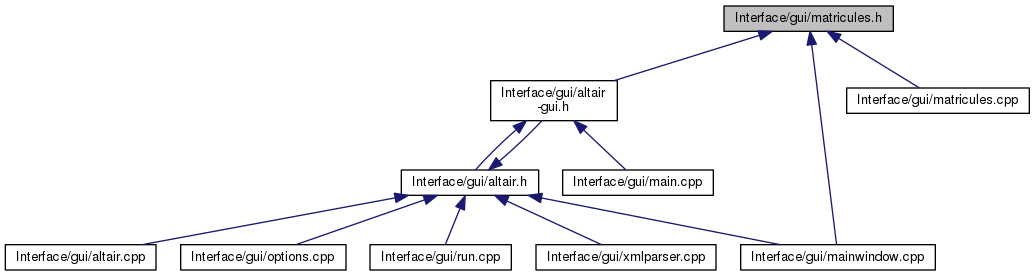 Interface/gui/matricules.h
Interface/gui/altair
-gui.h
Interface/gui/matricules.cpp
Interface/gui/altair.h
Interface/gui/main.cpp
Interface/gui/altair.cpp
Interface/gui/options.cpp
Interface/gui/run.cpp
Interface/gui/xmlparser.cpp
Interface/gui/mainwindow.cpp